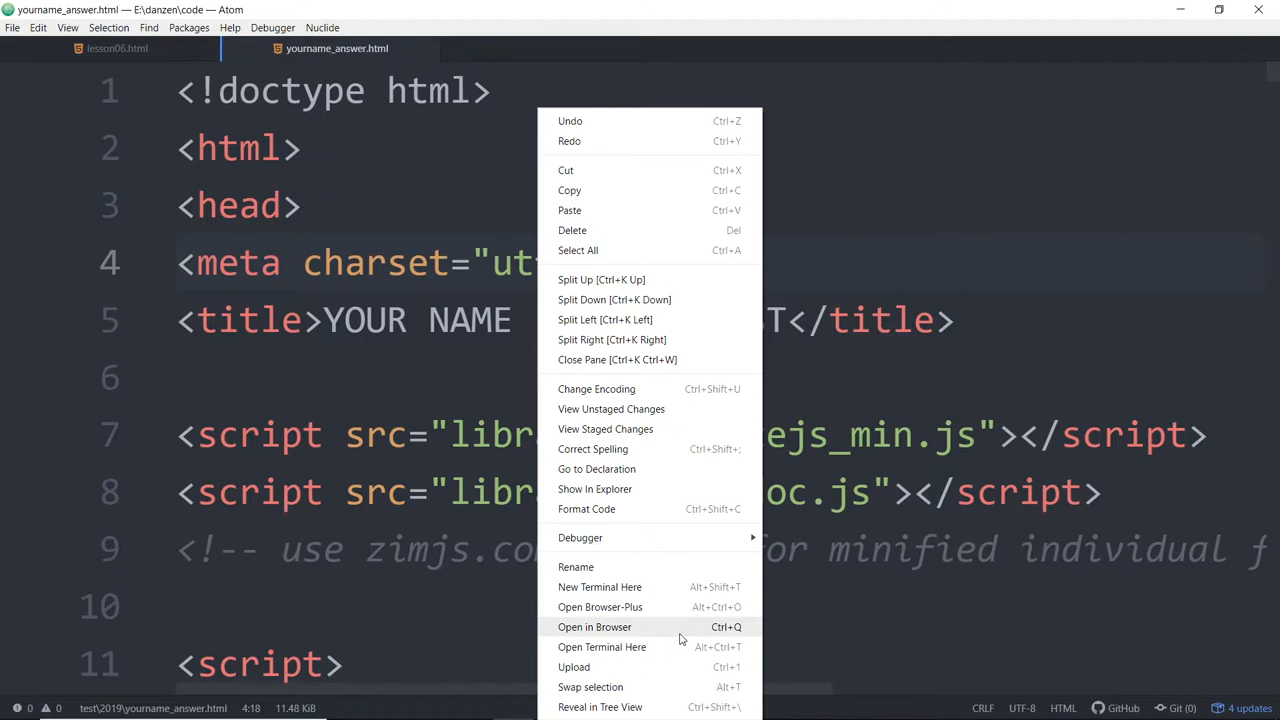 yourname_answer.html — E:\danzen\code — Atom
File Edit View Selection Find Packages Help Debugger Nuclide
lesson06.html yourname_answer.html
1 <!doctype html>
2 <html>
3 <head>
4 <meta charset="ut
5 <title>YOUR NAME ST</title>
6
7 <script src="libr ejs_min.js"></script>
8 <script src="lib oc.js"></script>
9 <!-- use zimjs.co for minified individual f
10
11 <script>
Undo Ctrl+Z
Redo Ctrl+Y
Cut Ctrl+X
Copy Ctrl+C
Paste Ctrl+V
Delete Del
Select All Ctrl+A
Split Up [Ctrl+K Up]
Split Down [Ctrl+K Down]
Split Left [Ctrl+K Left]
Split Right [Ctrl+K Right]
Close Pane [Ctrl+K Ctrl+W]
Change Encoding Ctrl+Shift+U
View Unstaged Changes
View Staged Changes
Correct Spelling Ctrl+Shift+;
Go to Declaration
Show In Explorer
Format Code Ctrl+Shift+C
Debugger
Rename
New Terminal Here Alt+Shift+T
Open Browser-Plus Alt+Ctrl+O
Open in Browser Ctrl+Q
Open Terminal Here Alt+Ctrl+T
Upload Ctrl+1
Swap selection Alt+T
Reveal in Tree View Ctrl+Shift+\
0 0 test\2019\yourname_answer.html 4:18 11.48 KiB CRLF UTF-8 HTML GitHub Git (0) 4 updates